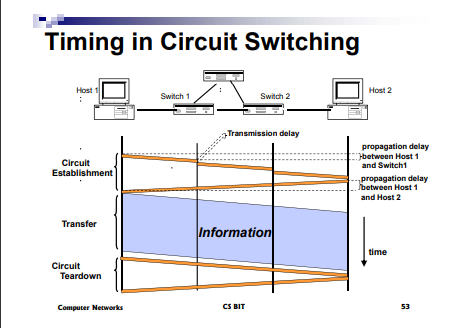 Timing in Circuit Switching
Host 1
Switch 1
Switch 2
Host 2
Transmission delay
propagation delay
between Host 1
and Switch1
Circuit
Establishment
propagation delay
between Host 1
and Host 2
Transfer
Information
time
Circuit
Teardown
Computer Networks
CS BIT
53